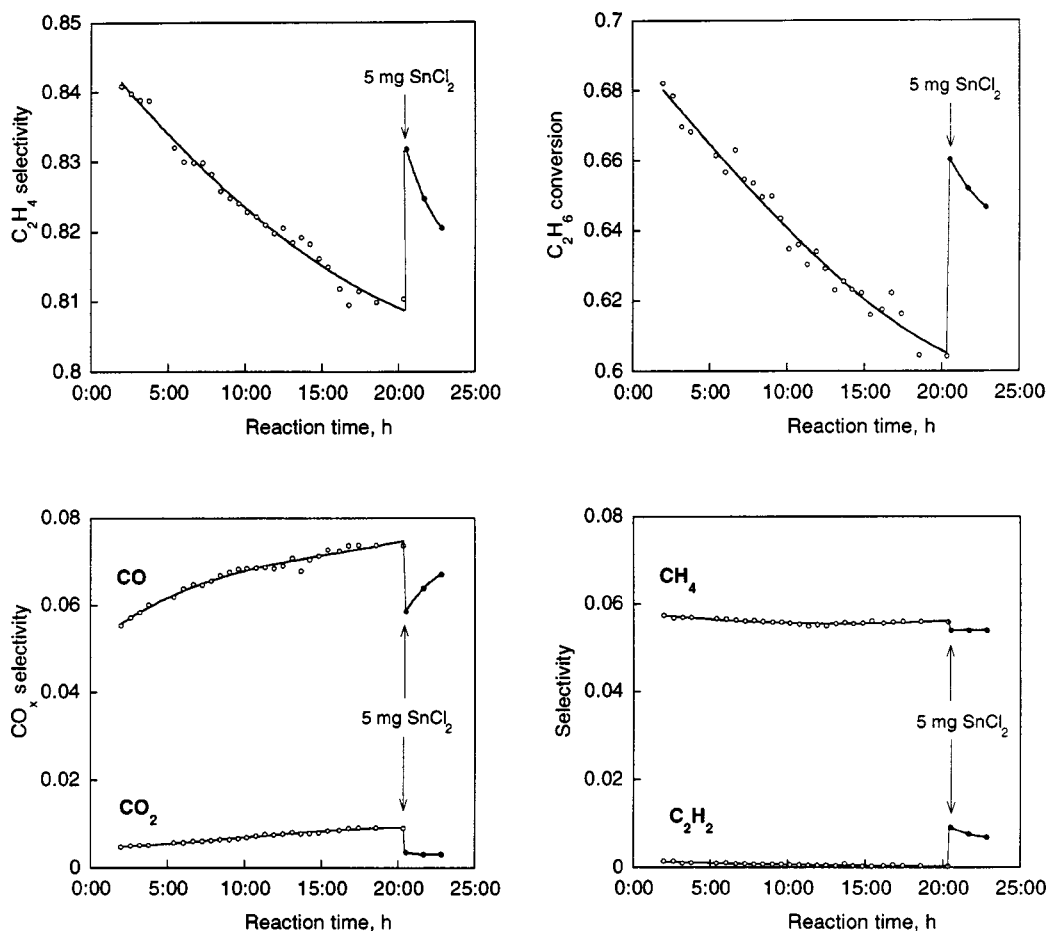 0.85
0.84
0.83
0.82
0.81
0.8
C2H4 selectivity
5 mg SnCl2
0:00 5:00 10:00 15:00 20:00 25:00
Reaction time, h
0.7
0.68
0.66
0.64
0.62
0.6
C2H6 conversion
5 mg SnCl2
0:00 5:00 10:00 15:00 20:00 25:00
Reaction time, h
0.08
0.06
0.04
0.02
0
COx selectivity
CO
5 mg SnCl2
CO2
0:00 5:00 10:00 15:00 20:00 25:00
Reaction time, h
0.08
0.06
0.04
0.02
0
Selectivity
CH4
5 mg SnCl2
C2H2
0:00 5:00 10:00 15:00 20:00 25:00
Reaction time, h